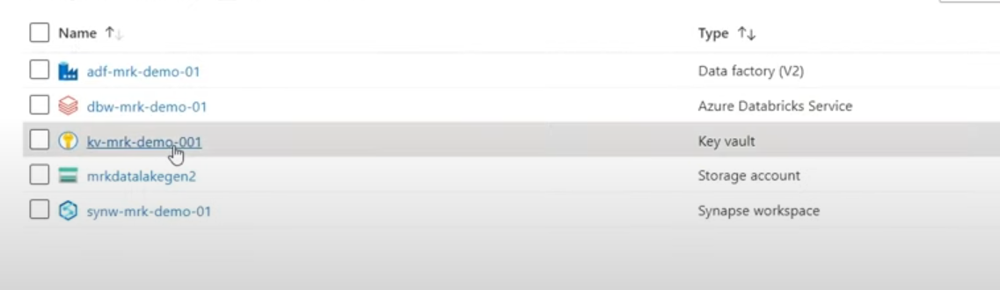 Name ↑↓ Type ↑↓
adf-mrk-demo-01 Data factory (V2)
dbw-mrk-demo-01 Azure Databricks Service
kv-mrk-demo-001 Key vault
mrkdatalakegen2 Storage account
synw-mrk-demo-01 Synapse workspace